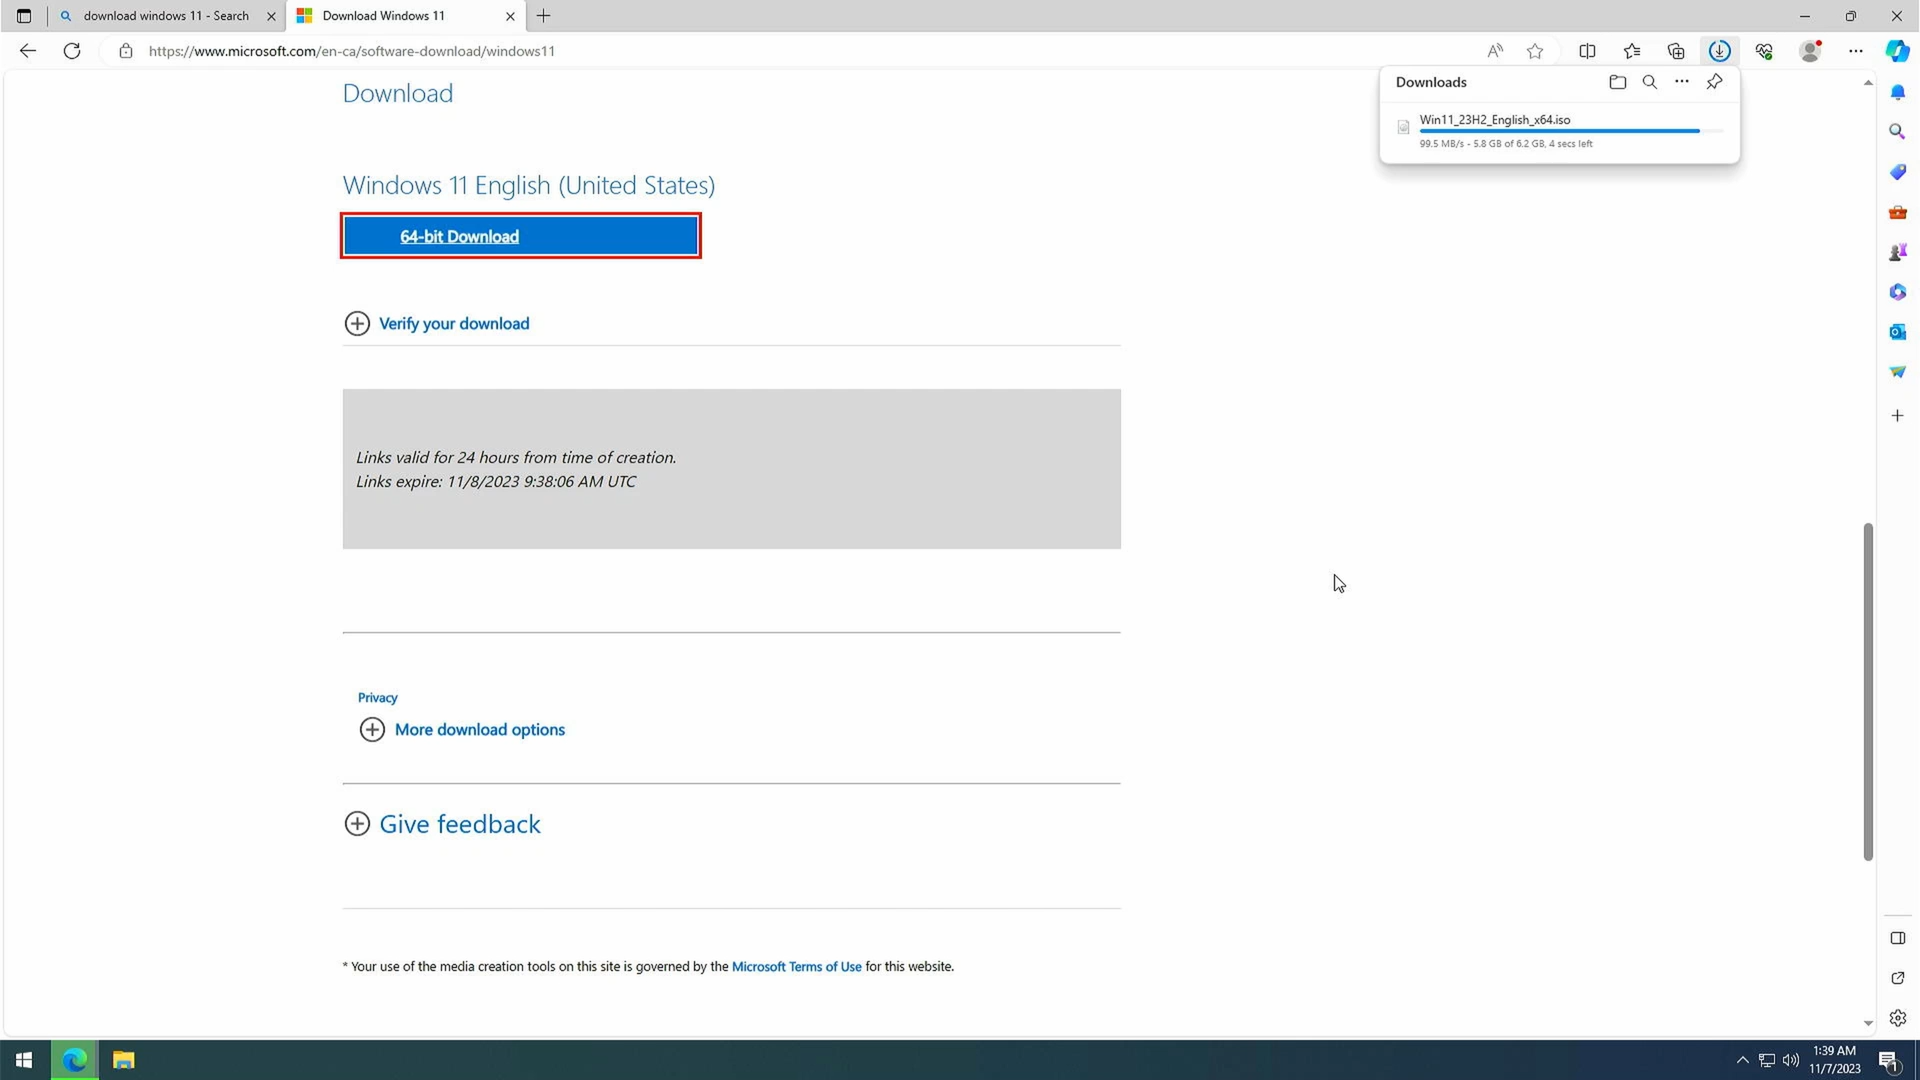 download windows 11 - Search
Download Windows 11
https://www.microsoft.com/en-ca/software-download/windows11
Downloads
Win11_23H2_English_x64.iso
99.5 MB/s - 5.8 GB of 6.2 GB, 4 secs left
Download
Windows 11 English (United States)
64-bit Download
Verify your download
Links valid for 24 hours from time of creation.
Links expire: 11/8/2023 9:38:06 AM UTC
Privacy
More download options
Give feedback
* Your use of the media creation tools on this site is governed by the Microsoft Terms of Use for this website.
1:39 AM
11/7/2023
1